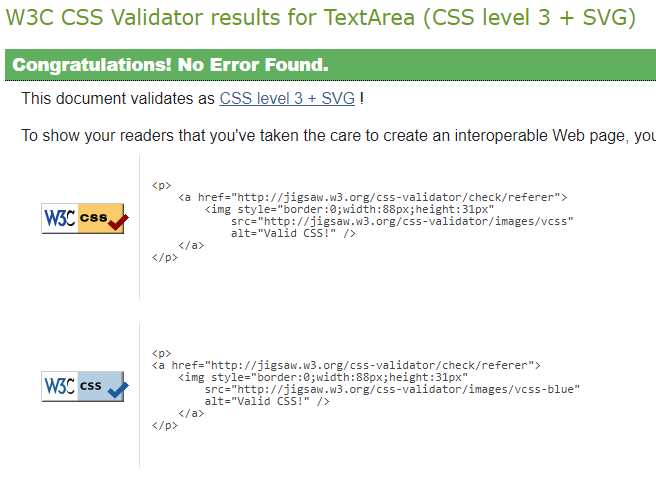 W3C CSS Validator results for TextArea (CSS level 3 + SVG)
Congratulations! No Error Found.
This document validates as CSS level 3 + SVG !
To show your readers that you've taken the care to create an interoperable Web page, you
W3C css
<p>
<a href="http://jigsaw.w3.org/css-validator/check/referer">
<img style="border:0;width:88px;height:31px"
src="http://jigsaw.w3.org/css-validator/images/vcss"
alt="Valid CSS!" />
</a>
</p>
W3C css
<p>
<a href="http://jigsaw.w3.org/css-validator/check/referer">
<img style="border:0;width:88px;height:31px"
src="http://jigsaw.w3.org/css-validator/images/vcss-blue"
alt="Valid CSS!" />
</a>
</p>